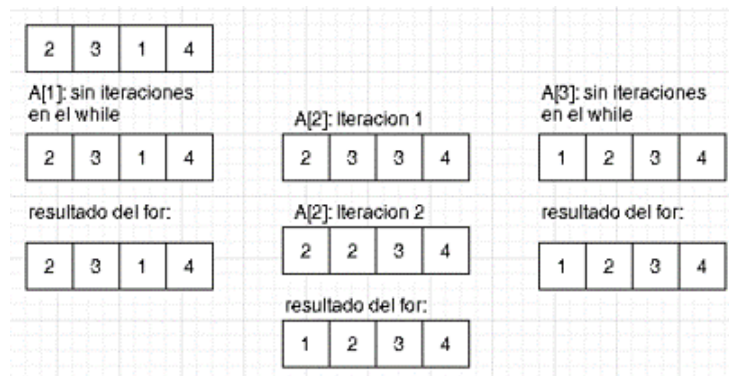 2 3 1 4
A[1]: sin iteraciones
en el while
2 3 1 4
resultado del for:
2 3 1 4
A[2]: Iteracion 1
2 3 3 4
A[2]: Iteracion 2
2 2 3 4
resultado del for:
1 2 3 4
A[3]: sin iteraciones
en el while
1 2 3 4
resultado del for:
1 2 3 4